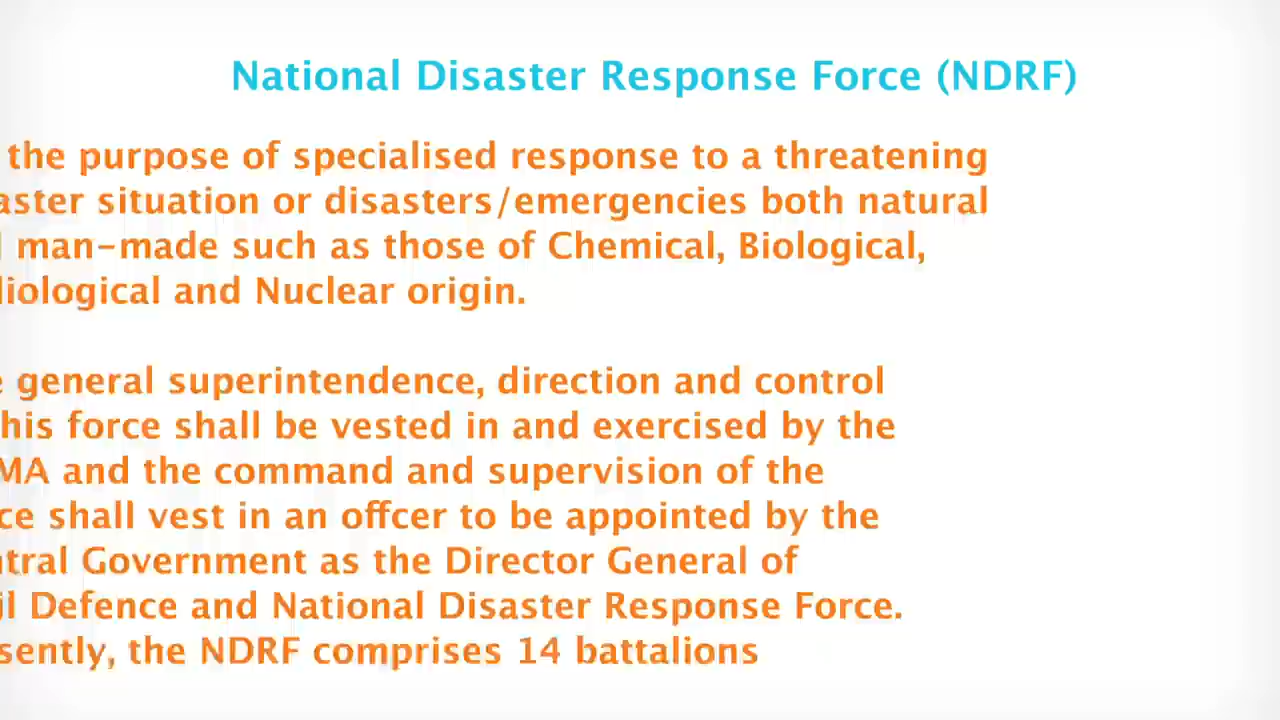 National Disaster Response Force (NDRF)
the purpose of specialised response to a threatening
aster situation or disasters/emergencies both natural
man-made such as those of Chemical, Biological,
iological and Nuclear origin.
general superintendence, direction and control
his force shall be vested in and exercised by the
MA and the command and supervision of the
ce shall vest in an offcer to be appointed by the
ntral Government as the Director General of
il Defence and National Disaster Response Force.
sently, the NDRF comprises 14 battalions